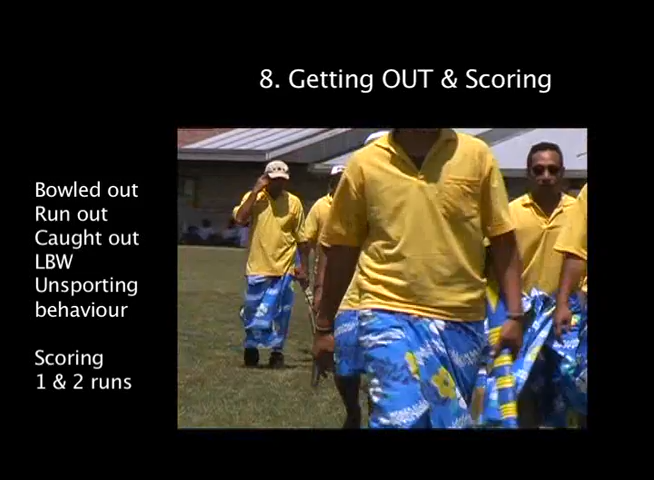 8. Getting OUT & Scoring
Bowled out
Run out
Caught out
LBW
Unsporting
behaviour
Scoring
1 & 2 runs